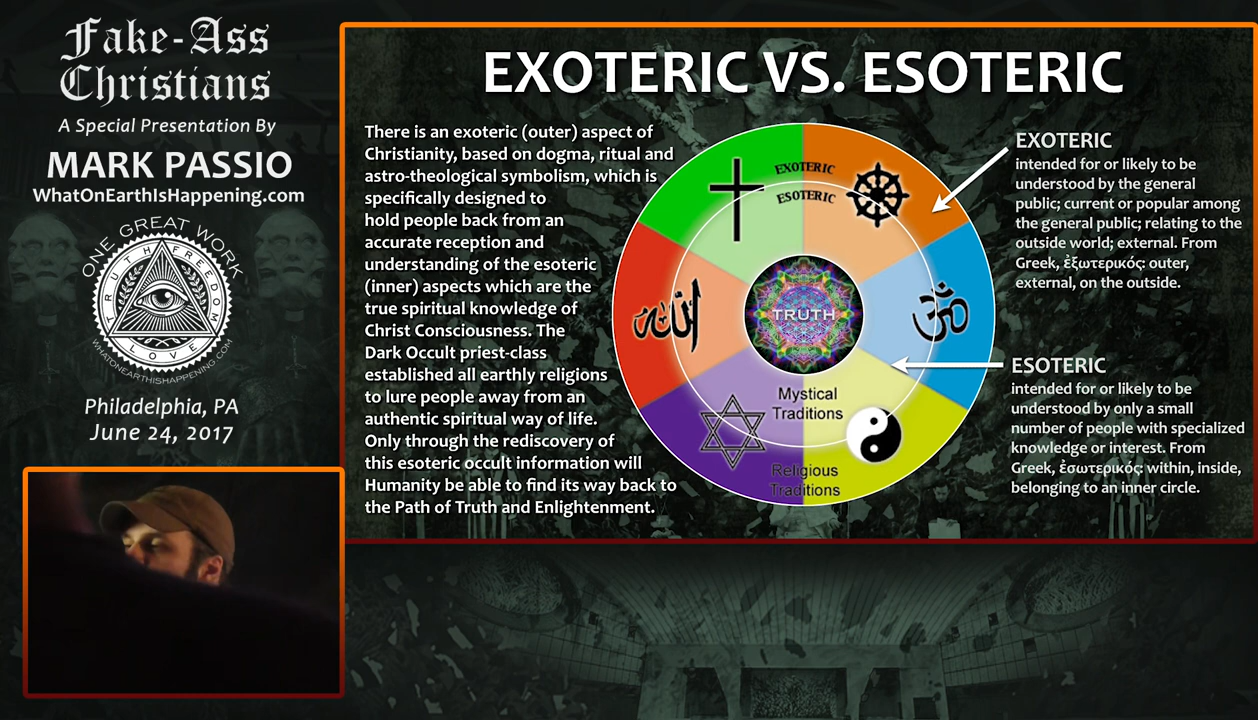 Fake-Ass
Christians
A Special Presentation By
MARK PASSIO
WhatOnEarthIsHappening.com
ONE GREAT WORK
TRUTH FREEDOM
LOVE
WHATONEARTHISHAPPENING.COM
Philadelphia, PA
June 24, 2017
EXOTERIC VS. ESOTERIC
There is an exoteric (outer) aspect of
Christianity, based on dogma, ritual and
astro-theological symbolism, which is
specifically designed to
hold people back from an
accurate reception and
understanding of the esoteric
(inner) aspects which are the
true spiritual knowledge of
Christ Consciousness. The
Dark Occult priest-class
established all earthly religions
to lure people away from an
authentic spiritual way of life.
Only through the rediscovery of
this esoteric occult information will
Humanity be able to find its way back to
the Path of Truth and Enlightenment.
EXOTERIC
ESOTERIC
ॐ
الله
TRUTH
Mystical
Traditions
Religious
Traditions
EXOTERIC
intended for or likely to be
understood by the general
public; current or popular among
the general public; relating to the
outside world; external. From
Greek, ἐξωτερικός: outer,
external, on the outside.
ESOTERIC
intended for or likely to be
understood by only a small
number of people with specialized
knowledge or interest. From
Greek, ἐσωτερικός: within, inside,
belonging to an inner circle.